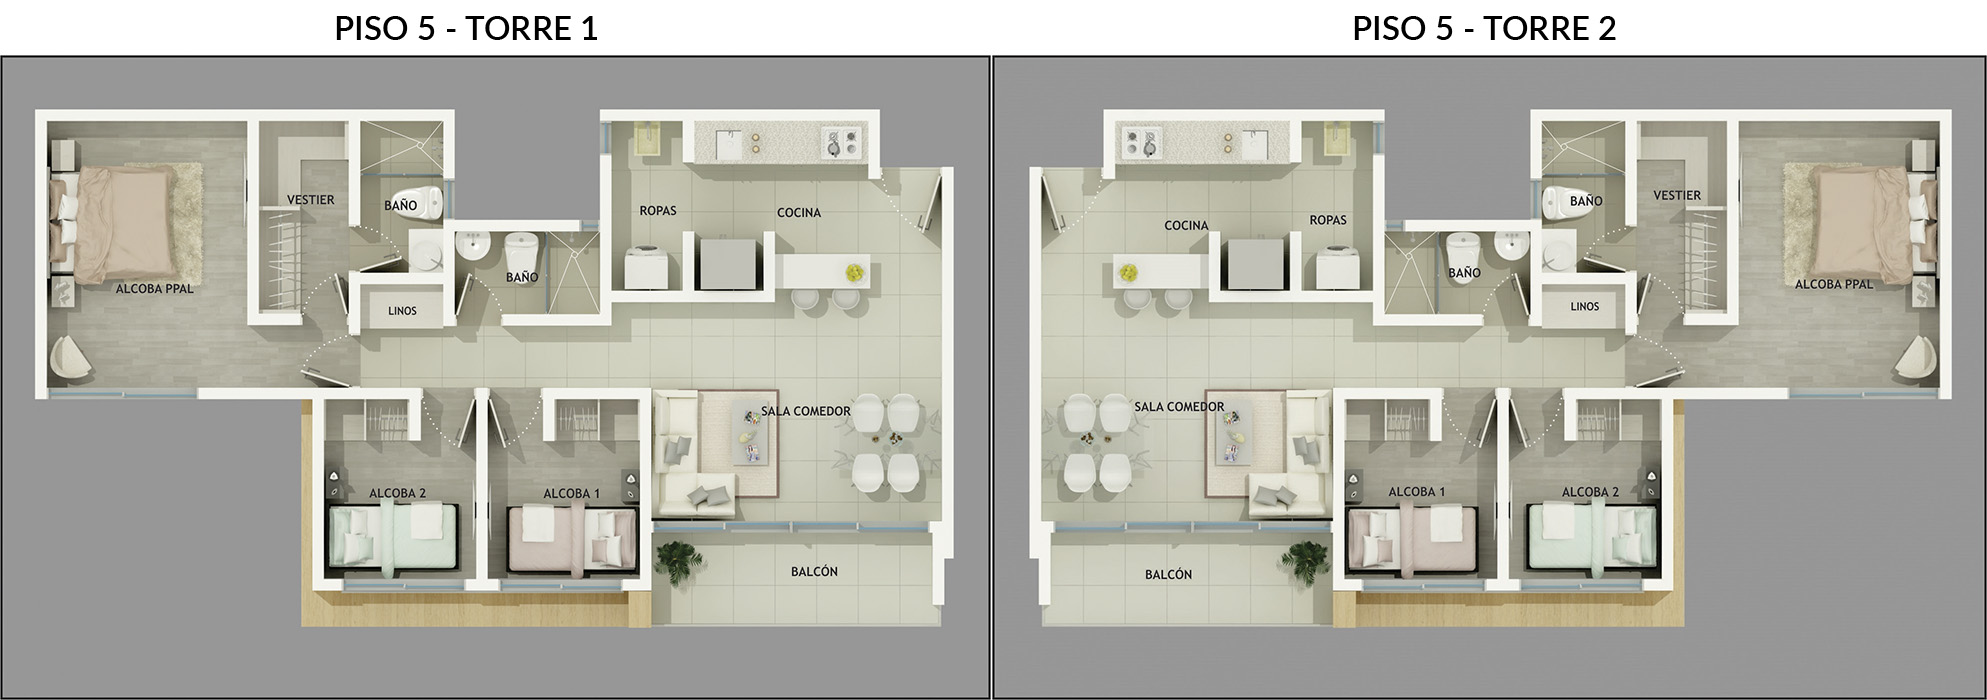 PISO 5 - TORRE 1
VESTIER
BAÑO
ROPAS
COCINA
BAÑO
ALCOBA PPAL
LINOS
SALA COMEDOR
ALCOBA 2
ALCOBA 1
BALCÓN
PISO 5 - TORRE 2
COCINA
ROPAS
BAÑO
VESTIER
BAÑO
ALCOBA PPAL
LINOS
SALA COMEDOR
ALCOBA 1
ALCOBA 2
BALCÓN